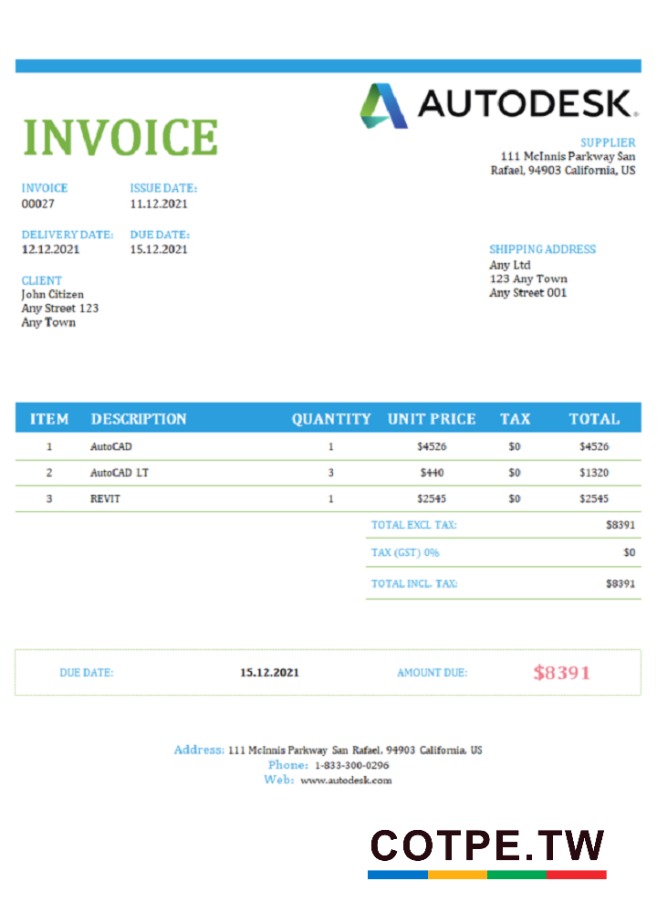 AUTODESK.
INVOICE
SUPPLIER
111 McInnis Parkway San
Rafael, 94903 California, US
INVOICE ISSUE DATE:
00027 11.12.2021
DELIVERY DATE: DUE DATE:
12.12.2021 15.12.2021
SHIPPING ADDRESS
Any Ltd
123 Any Town
Any Street 001
CLIENT
John Citizen
Any Street 123
Any Town
ITEM DESCRIPTION QUANTITY UNIT PRICE TAX TOTAL
1 AutoCAD 1 $4526 $0 $4526
2 AutoCAD LT 3 $440 $0 $1320
3 REVIT 1 $2545 $0 $2545
TOTAL EXCL TAX: $8391
TAX (GST) 0% $0
TOTAL INCL. TAX: $8391
DUE DATE: 15.12.2021 AMOUNT DUE: $8391
Address: 111 McInnis Parkway San Rafael, 94903 California, US
Phone: 1-833-300-0296
Web: www.autodesk.com
COTPE.TW